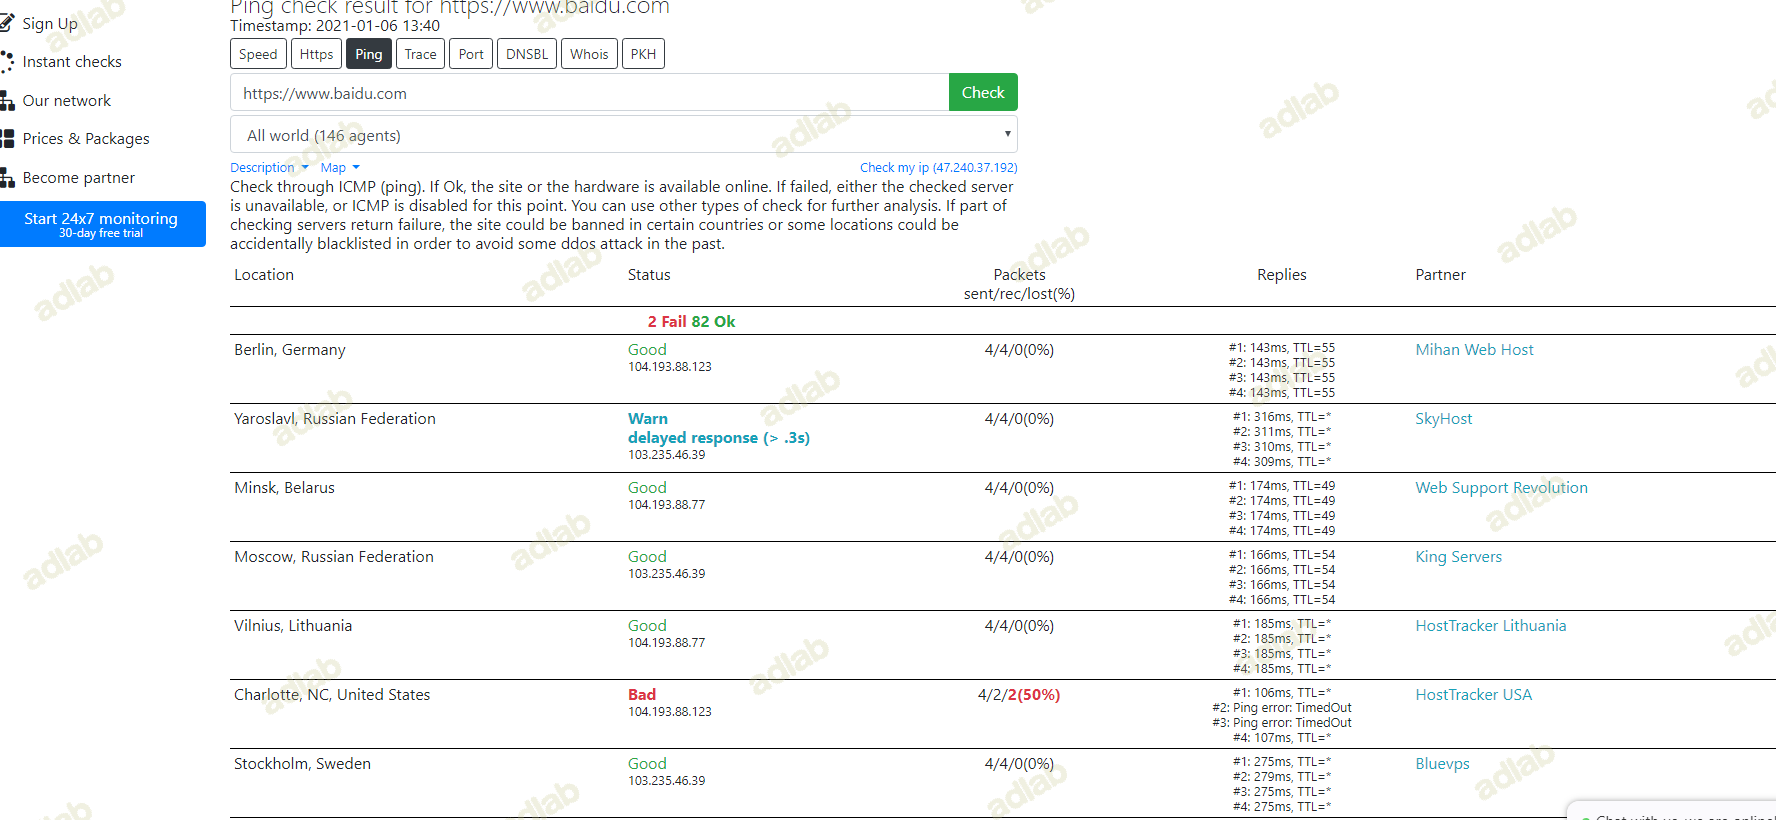 Ping check result for https://www.baidu.com
Sign Up
Timestamp: 2021-01-06 13:40
Speed Https Ping Trace Port DNSBL Whois PKH
Instant checks
https://www.baidu.com Check
Our network
All world (146 agents)
Prices & Packages
Description Map Check my ip (47.240.37.192)
Become partner
Check through ICMP (ping). If Ok, the site or the hardware is available online. If failed, either the checked server
is unavailable, or ICMP is disabled for this point. You can use other types of check for further analysis. If part of
checking servers return failure, the site could be banned in certain countries or some locations could be
accidentally blacklisted in order to avoid some ddos attack in the past.
Start 24x7 monitoring
30-day free trial
Location Status Packets Replies Partner
sent/rec/lost(%)
2 Fail 82 Ok
Berlin, Germany Good 4/4/0(0%) #1: 143ms, TTL=55 Mihan Web Host
104.193.88.123 #2: 143ms, TTL=55
#3: 143ms, TTL=55
#4: 143ms, TTL=55
Yaroslavl, Russian Federation Warn 4/4/0(0%) #1: 316ms, TTL=* SkyHost
delayed response (> .3s) #2: 311ms, TTL=*
103.235.46.39 #3: 310ms, TTL=*
#4: 309ms, TTL=*
Minsk, Belarus Good 4/4/0(0%) #1: 174ms, TTL=49 Web Support Revolution
104.193.88.77 #2: 174ms, TTL=49
#3: 174ms, TTL=49
#4: 174ms, TTL=49
Moscow, Russian Federation Good 4/4/0(0%) #1: 166ms, TTL=54 King Servers
103.235.46.39 #2: 166ms, TTL=54
#3: 166ms, TTL=54
#4: 166ms, TTL=54
Vilnius, Lithuania Good 4/4/0(0%) #1: 185ms, TTL=* HostTracker Lithuania
104.193.88.77 #2: 185ms, TTL=*
#3: 185ms, TTL=*
#4: 185ms, TTL=*
Charlotte, NC, United States Bad 4/2/2(50%) #1: 106ms, TTL=* HostTracker USA
104.193.88.123 #2: Ping error: TimedOut
#3: Ping error: TimedOut
#4: 107ms, TTL=*
Stockholm, Sweden Good 4/4/0(0%) #1: 275ms, TTL=* Bluevps
103.235.46.39 #2: 279ms, TTL=*
#3: 275ms, TTL=*
#4: 275ms, TTL=*
adlab